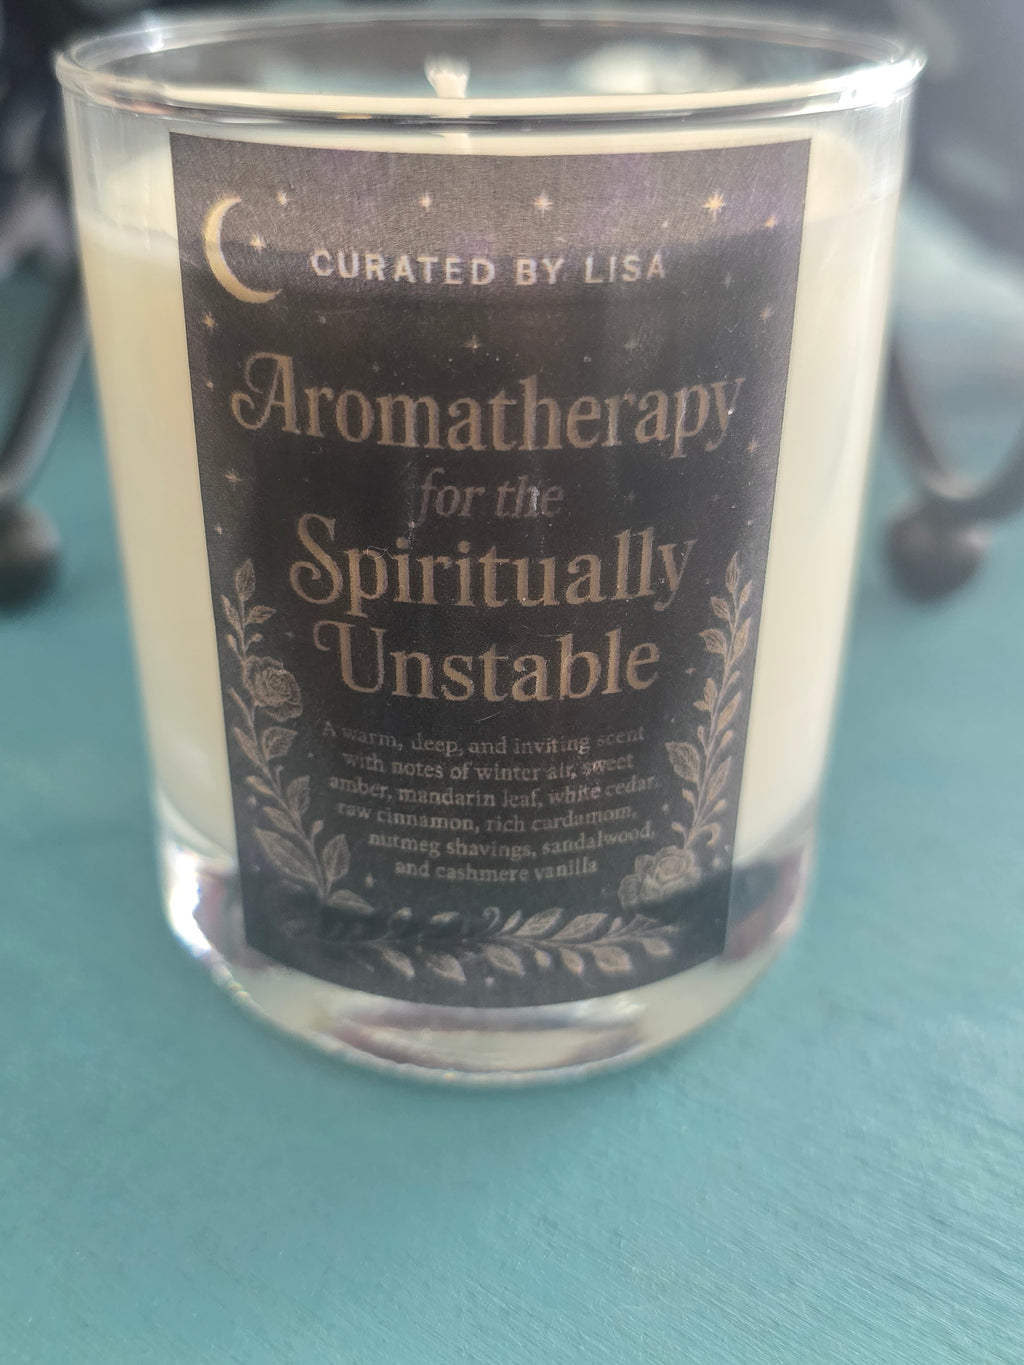 CURATED BY LISA
Aromatherapy
for the
Spiritually
Unstable
A warm, deep, and inviting scent
with notes of winter air, sweet
amber, mandarin leaf, white cedar,
raw cinnamon, rich cardamom,
nutmeg shavings, sandalwood,
and cashmere vanilla